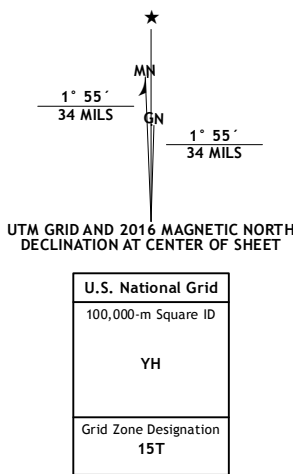 ★
MN
1° 55´
34 MILS
GN
1° 55´
34 MILS
UTM GRID AND 2016 MAGNETIC NORTH
DECLINATION AT CENTER OF SHEET
U.S. National Grid
100,000-m Square ID
YH
Grid Zone Designation
15T